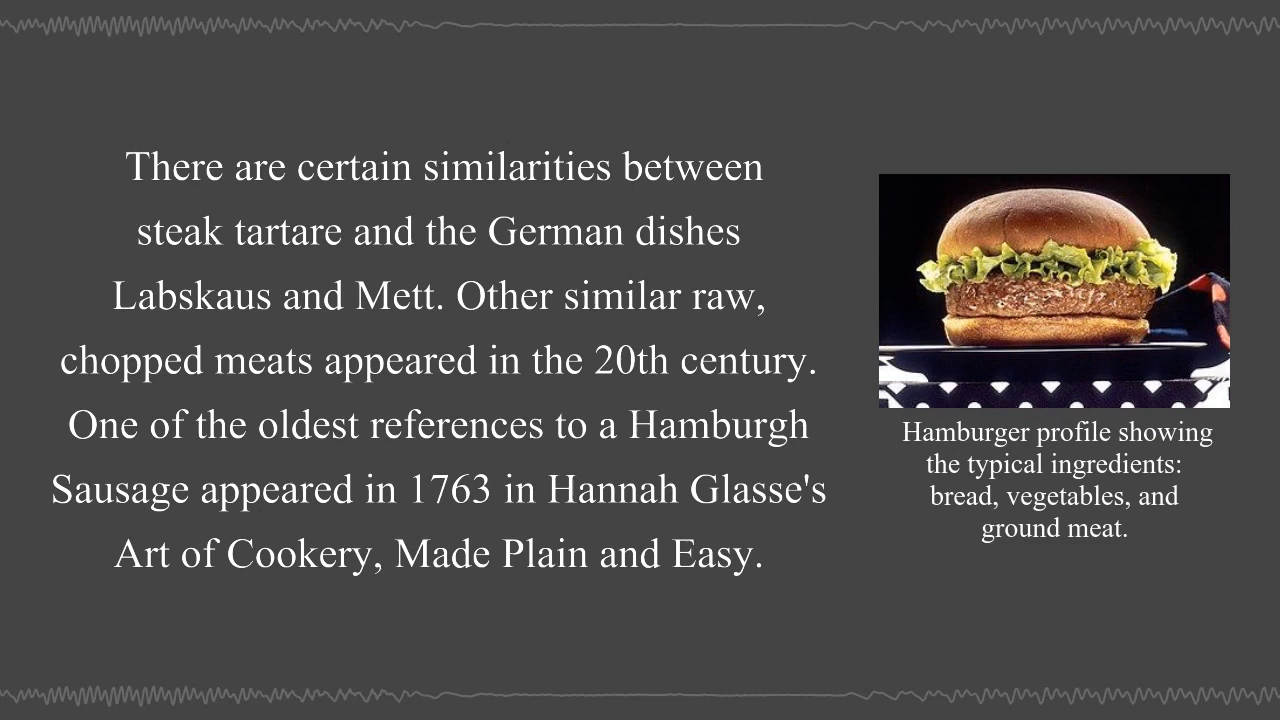 There are certain similarities between
steak tartare and the German dishes
Labskaus and Mett. Other similar raw,
chopped meats appeared in the 20th century.
One of the oldest references to a Hamburgh
Sausage appeared in 1763 in Hannah Glasse's
Art of Cookery, Made Plain and Easy.
Hamburger profile showing
the typical ingredients:
bread, vegetables, and
ground meat.